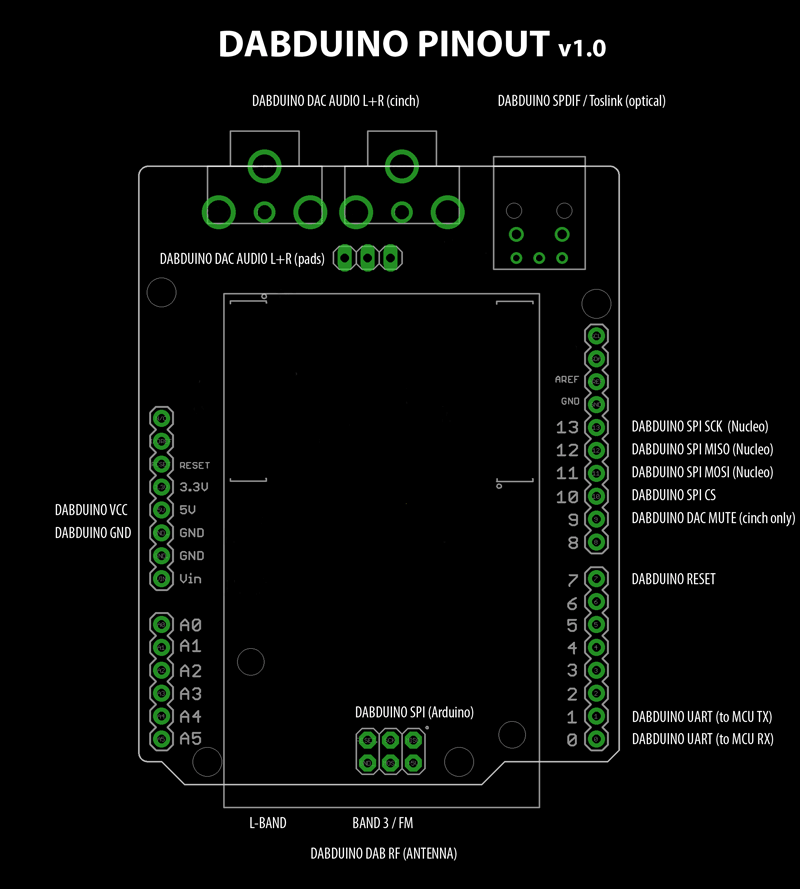 DABDUINO PINOUT v1.0
DABDUINO DAC AUDIO L+R (cinch)
DABDUINO SPDIF / Toslink (optical)
DABDUINO DAC AUDIO L+R (pads)
AREF
GND
13 DABDUINO SPI SCK (Nucleo)
12 DABDUINO SPI MISO (Nucleo)
11 DABDUINO SPI MOSI (Nucleo)
10 DABDUINO SPI CS
9 DABDUINO DAC MUTE (cinch only)
8
RESET
3.3V
DABDUINO VCC 5V
DABDUINO GND GND
GND
Vin
7 DABDUINO RESET
6
5
4
3
2
1 DABDUINO UART (to MCU TX)
0 DABDUINO UART (to MCU RX)
A0
A1
A2
A3
A4
A5
DABDUINO SPI (Arduino)
L-BAND
BAND 3 / FM
DABDUINO DAB RF (ANTENNA)